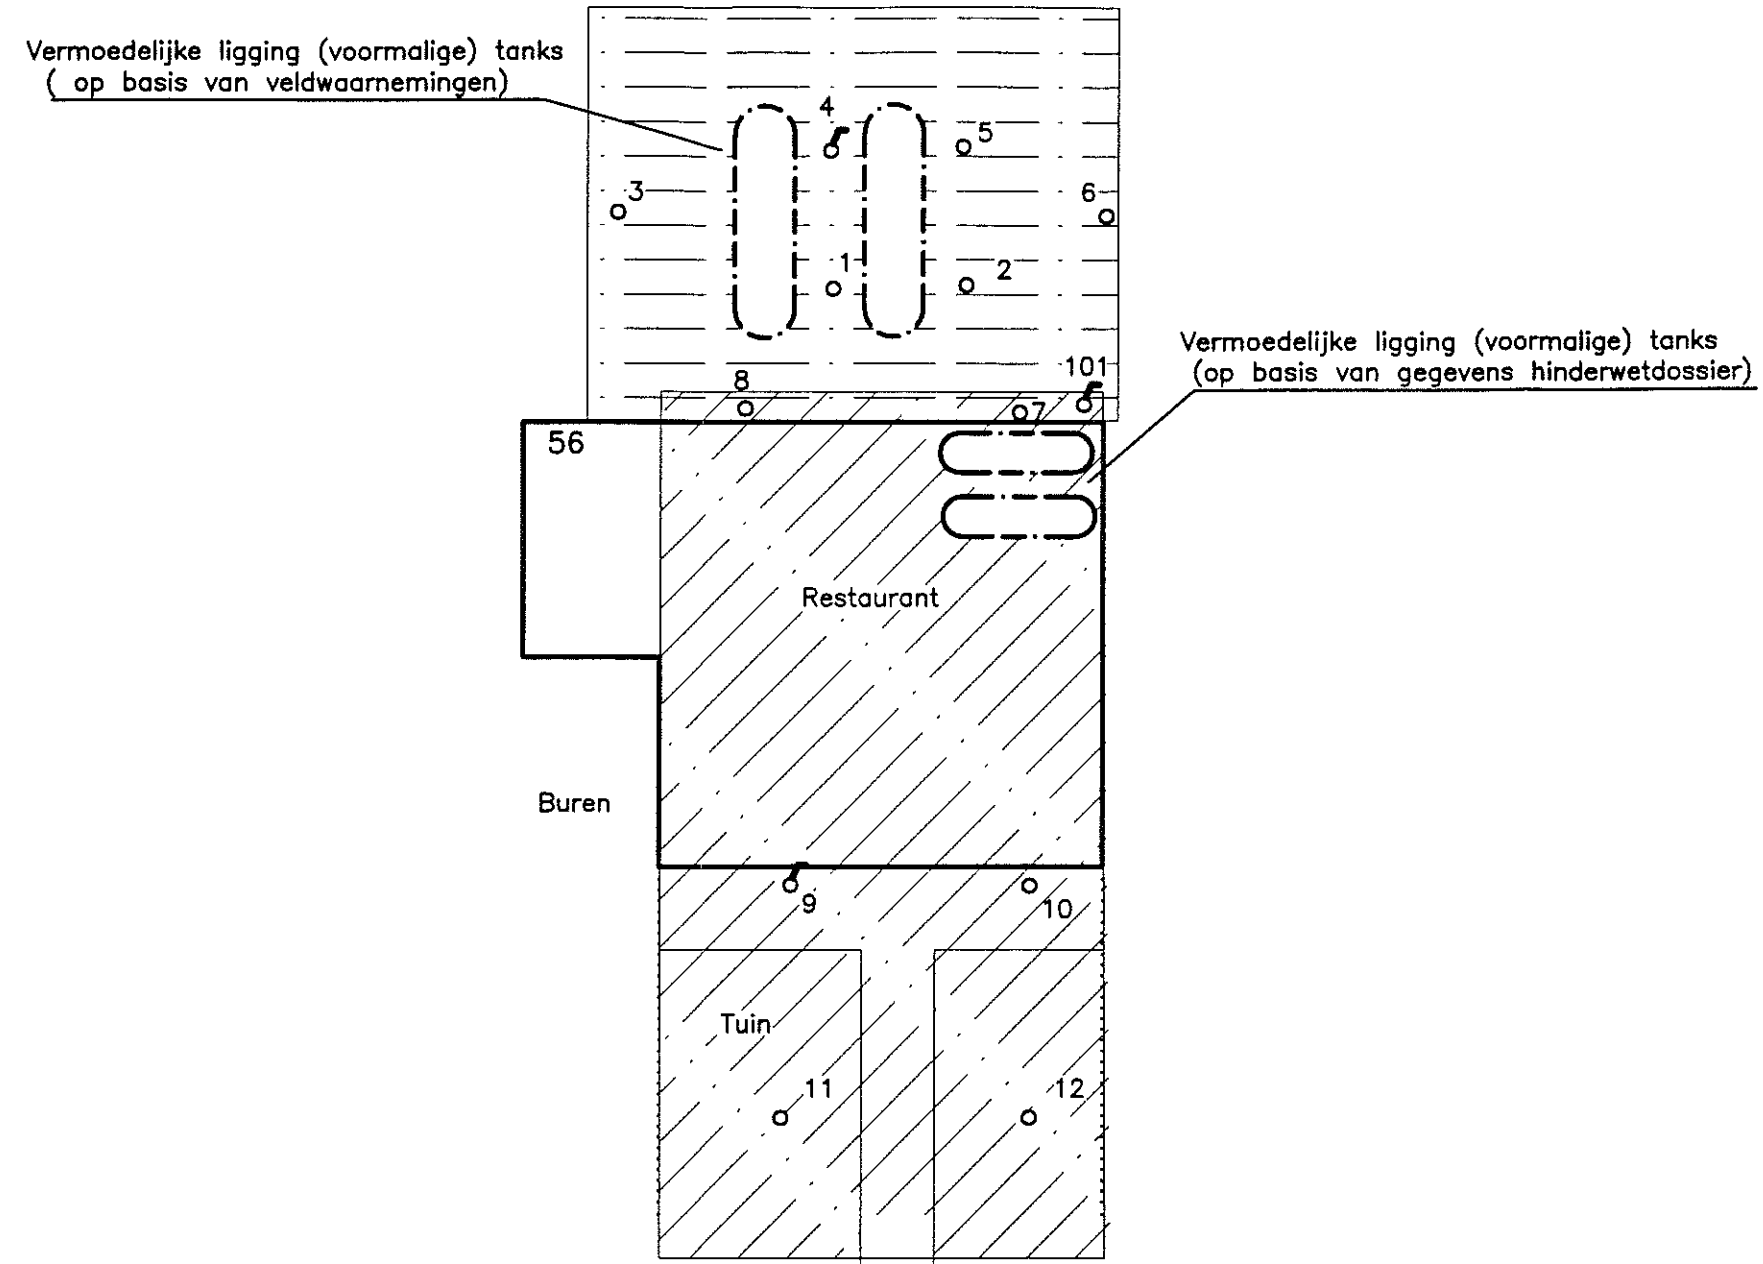 Vermoedelijke ligging (voormalige) tanks
( op basis van veldwaarnemingen)
4
5
3
6
1
2
Vermoedelijke ligging (voormalige) tanks
(op basis van gegevens hinderwetdossier)
101
8
7
56
Restaurant
Buren
9
10
Tuin
11
12